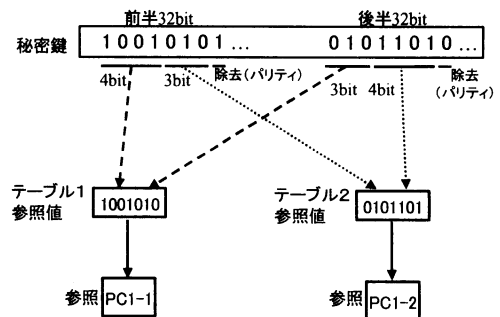 前半32bit 後半32bit
秘密鍵 10010101... 01011010...
4bit 3bit 除去(パリティ) 3bit 4bit 除去
(パリティ)
テーブル1
参照値
1001010
テーブル2
参照値
0101101
参照 PC1-1
参照 PC1-2